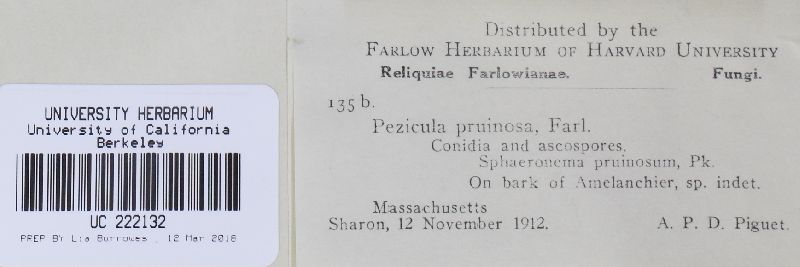 UNIVERSITY HERBARIUM
University of California
Berkeley
UC 222132
PREP BY Lia Burrowes , 12 Mar 2018
Distributed by the
FARLOW HERBARIUM OF HARVARD UNIVERSITY
Reliquiae Farlowianae. Fungi.
135 b.
Pezicula pruinosa, Farl.
Conidia and ascospores.
Sphaeronema pruinosum, Pk.
On bark of Amelanchier, sp. indet.
Massachusetts
Sharon, 12 November 1912. A. P. D. Piguet.